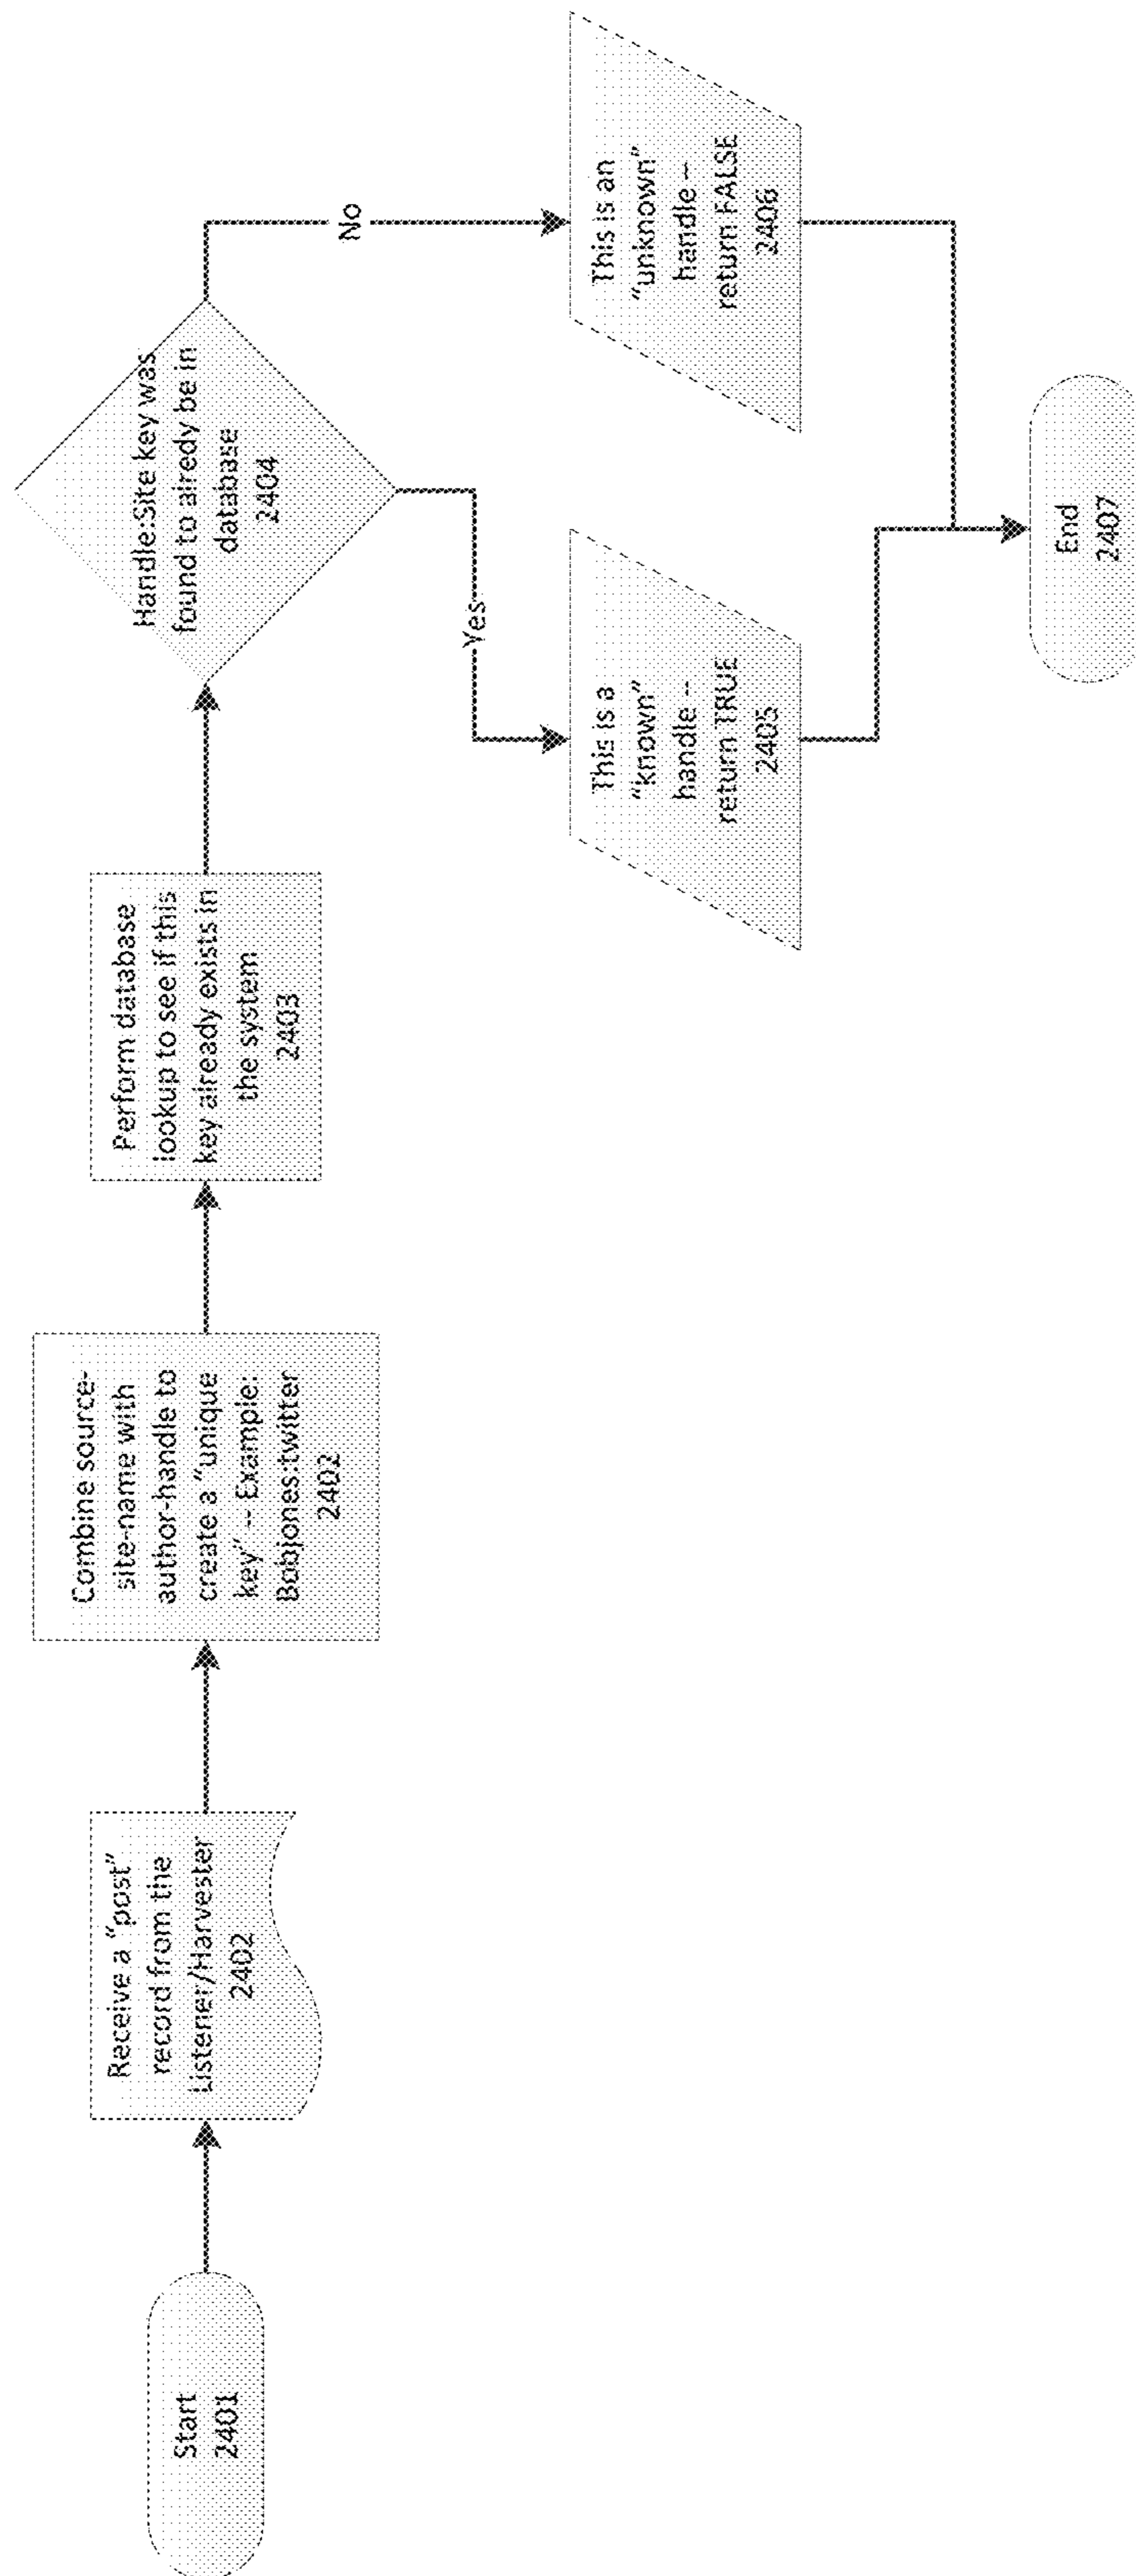 Start
2401
Receive a “post”
record from the
Listener/Harvester
2402
Combine source-
site-name with
author-handle to
create a “unique
key” -- Example:
Bobjones:twitter
2402
Perform database
lookup to see if this
key already exists in
the system
2403
Handle:Site key was
found to alredy be in
database
2404
Yes
No
This is a
“known”
handle --
return TRUE
2405
This is an
“unknown”
handle --
return FALSE
2406
End
2407